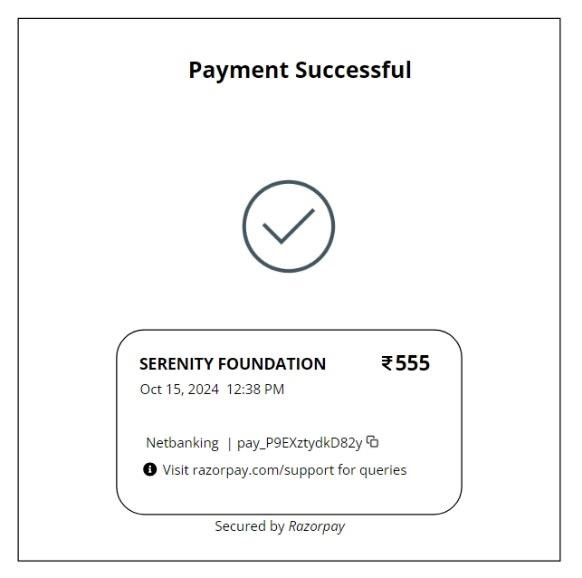 Payment Successful
SERENITY FOUNDATION ₹555
Oct 15, 2024 12:38 PM
Netbanking | pay_P9EXztydkD82y
Visit razorpay.com/support for queries
Secured by Razorpay